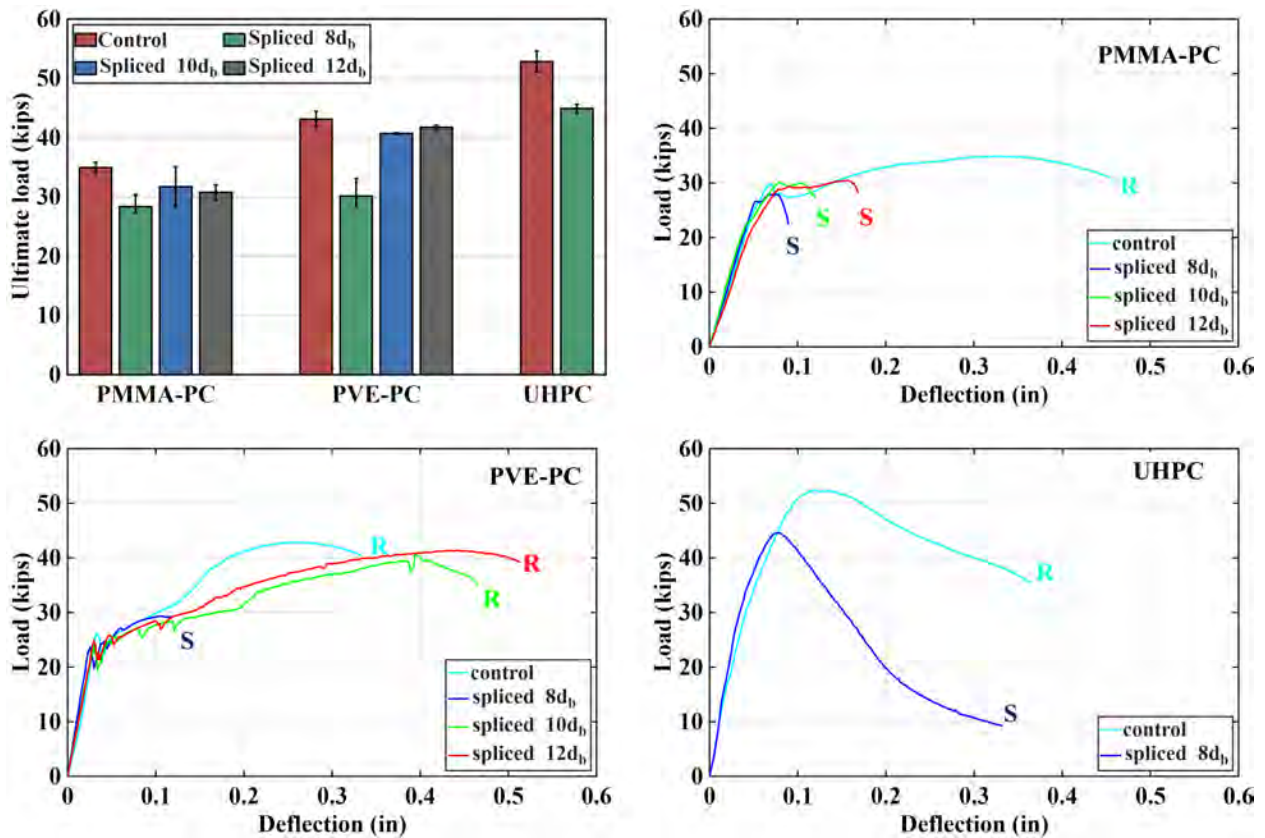 60
50
40
30
20
10
0
Ultimate load (kips)
Control
Spliced 8d_b
Spliced 10d_b
Spliced 12d_b
PMMA-PC
PVE-PC
UHPC
60
50
40
30
20
10
0
Load (kips)
PMMA-PC
R
S
S
S
control
spliced 8d_b
spliced 10d_b
spliced 12d_b
0
0.1
0.2
0.3
0.4
0.5
0.6
Deflection (in)
60
50
40
30
20
10
0
Load (kips)
PVE-PC
R
R
R
S
control
spliced 8d_b
spliced 10d_b
spliced 12d_b
0
0.1
0.2
0.3
0.4
0.5
0.6
Deflection (in)
60
50
40
30
20
10
0
Load (kips)
UHPC
R
S
control
spliced 8d_b
0
0.1
0.2
0.3
0.4
0.5
0.6
Deflection (in)